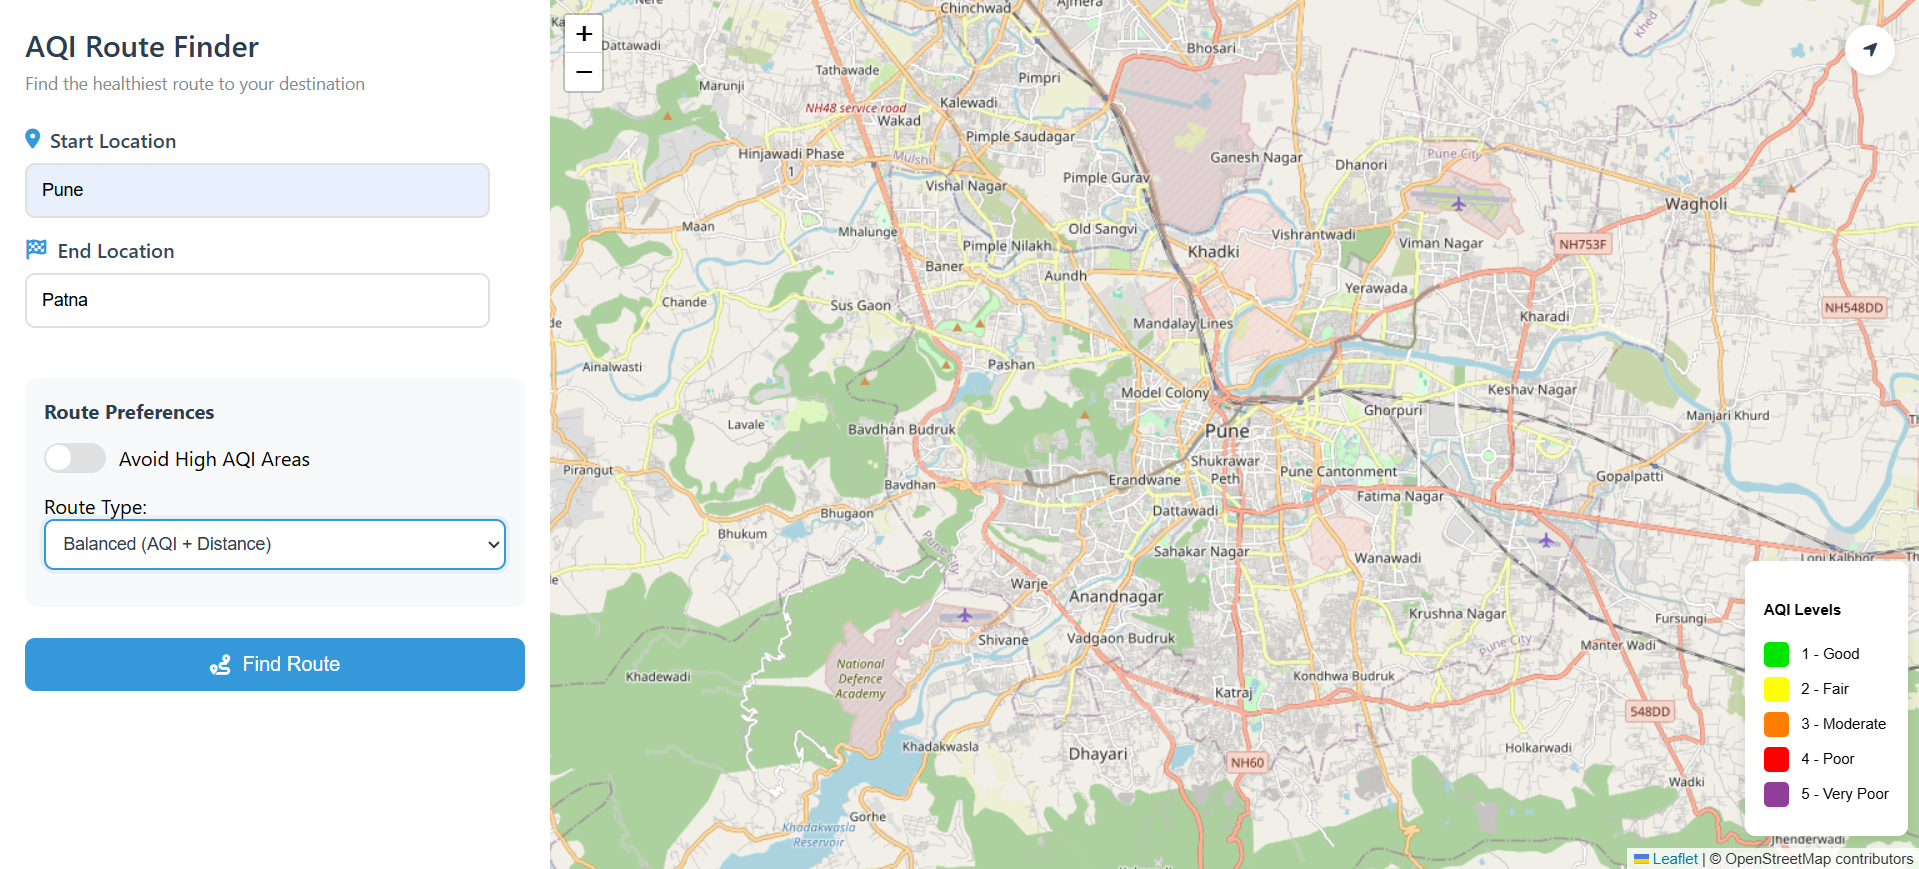 AQI Route Finder
Find the healthiest route to your destination
Start Location
Pune
End Location
Patna
Route Preferences
Avoid High AQI Areas
Route Type:
Balanced (AQI + Distance)
Find Route
+
−
Chinchwad
Dattawadi
Bhosari
Tathawade
Pimpri
Marunji
NH48 service road
Kalewadi
Wakad
Pimple Saudagar
Hinjawadi Phase
1
Mulshi
Ganesh Nagar
Dhanori
Pune City
Khed
Vishal Nagar
Pimple Gurav
Wagholi
Maan
Mhalunge
Old Sangvi
Pimple Nilakh
Khadki
Vishrantwadi
Viman Nagar
NH753F
Baner
Aundh
Yerawada
Chande
Sus Gaon
Mandalay Lines
Kharadi
NH548DD
Ainalwasti
Pashan
Model Colony
Keshav Nagar
Ghorpuri
Manjari Khurd
Lavale
Bavdhan Budruk
Pune
Pirangut
Bavdhan
Erandwane
Shukrawar
Peth
Pune Cantonment
Gopalpatti
Fatima Nagar
Bhugaon
Dattawadi
Bhukum
Pune City
Sahakar Nagar
Wanawadi
Loni Kalbhor
Warje
Anandnagar
Krushna Nagar
Fursungi
Shivane
Vadgaon Budruk
Pune City
Manter Wadi
National
Defence
Academy
Khadewadi
Katraj
Kondhwa Budruk
548DD
Khadakwasla
Dhayari
NH60
Holkarwadi
Wadki
Gorhe
Khadakwasla
Reservoir
Jhenderwadi
AQI Levels
1 - Good
2 - Fair
3 - Moderate
4 - Poor
5 - Very Poor
Leaflet | © OpenStreetMap contributors